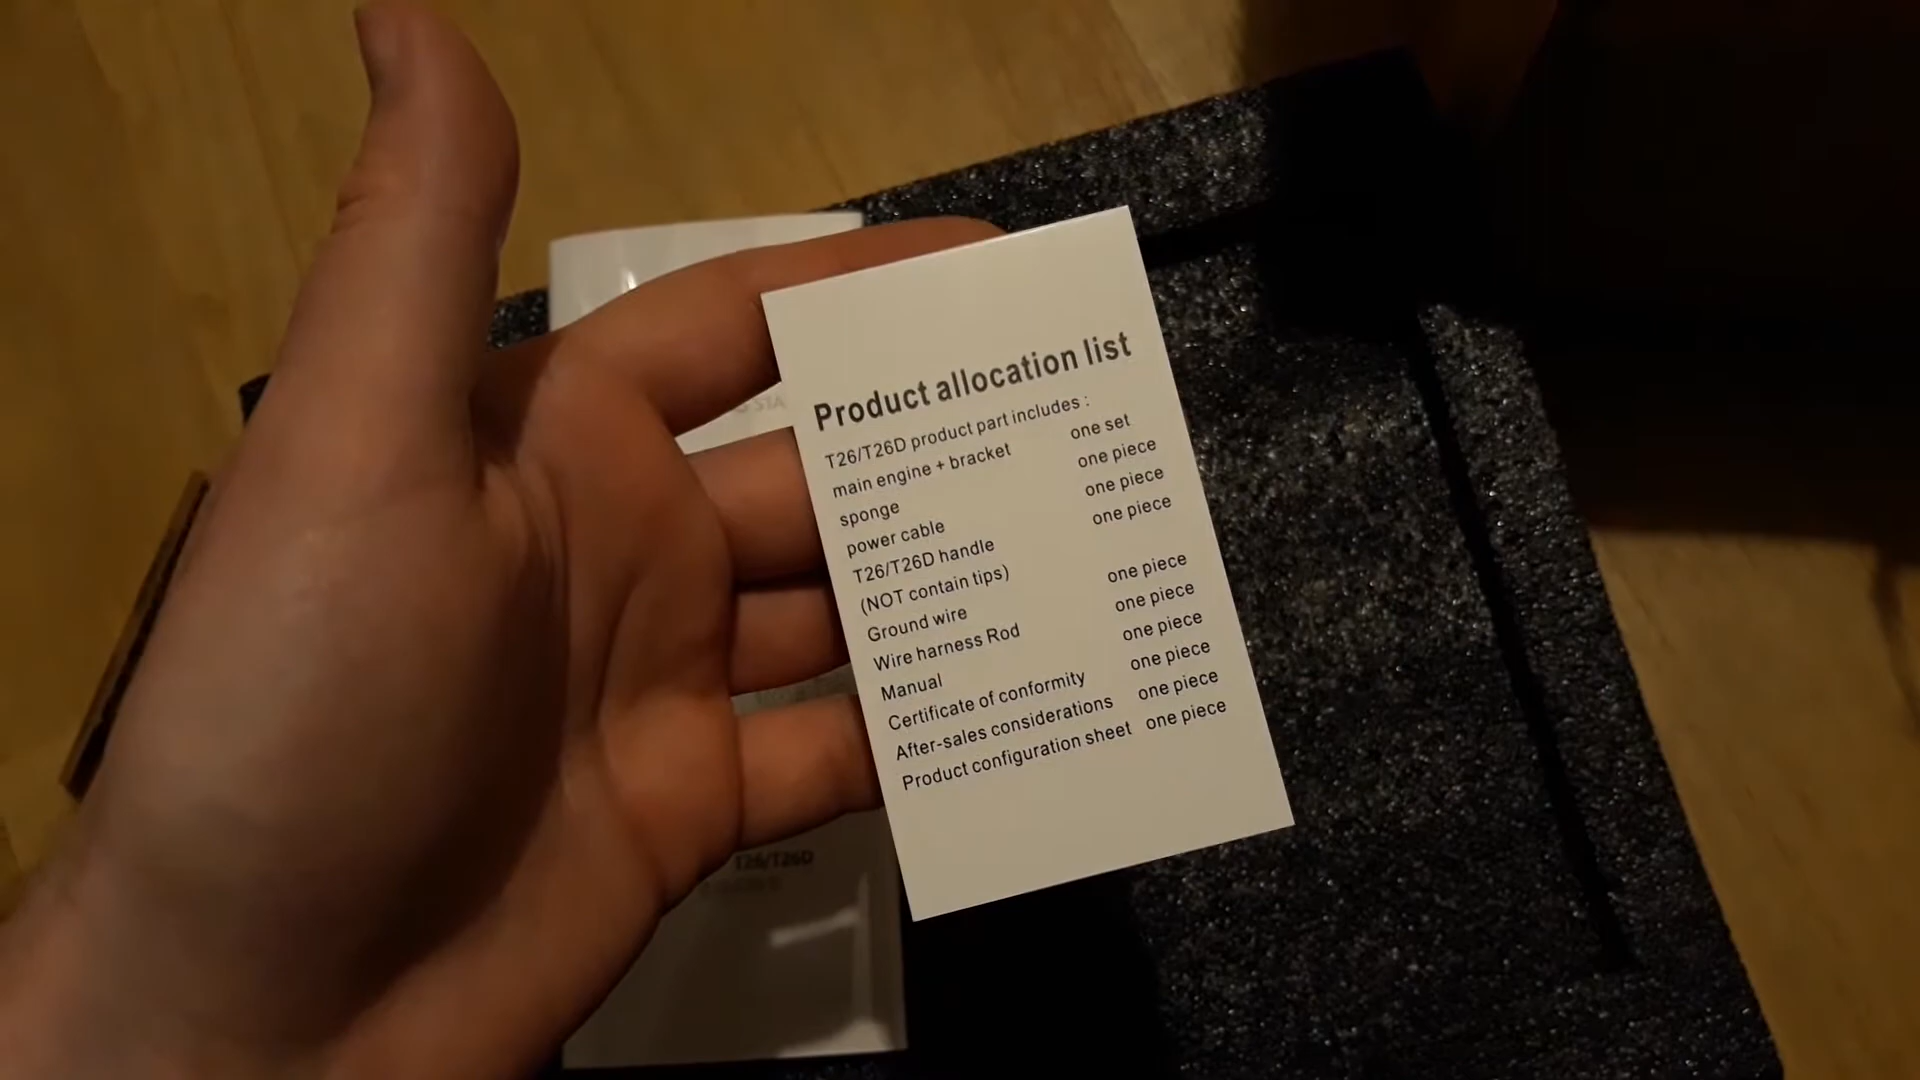 Product allocation list
T26/T26D product part includes :
main engine + bracket one set
sponge one piece
power cable one piece
T26/T26D handle one piece
(NOT contain tips)
Ground wire one piece
Wire harness Rod one piece
Manual one piece
Certificate of conformity one piece
After-sales considerations one piece
Product configuration sheet one piece
STA
T26/T26D